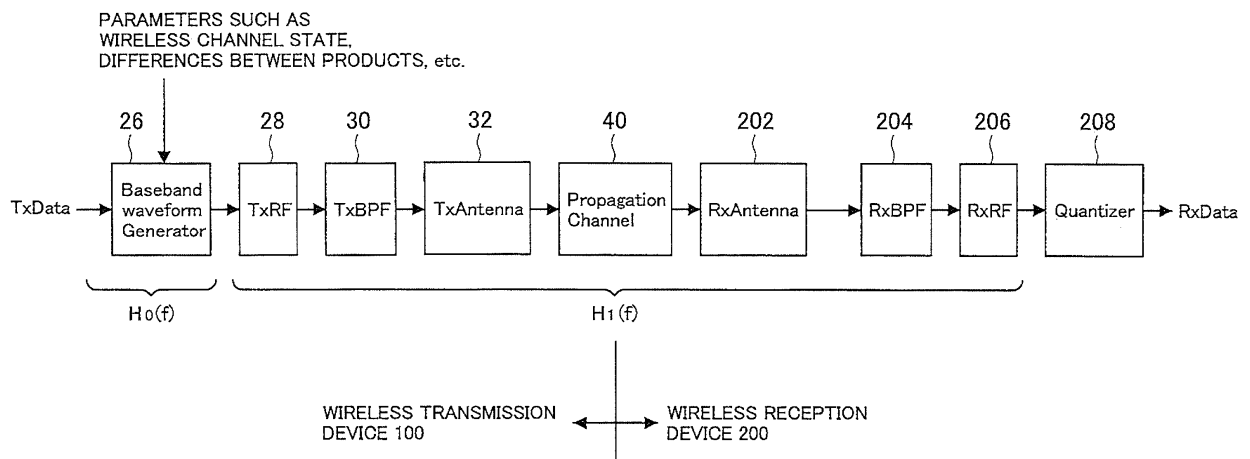 PARAMETERS SUCH AS
WIRELESS CHANNEL STATE,
DIFFERENCES BETWEEN PRODUCTS, etc.
26
28
30
32
40
202
204
206
208
TxData
Baseband
waveform
Generator
TxRF
TxBPF
TxAntenna
Propagation
Channel
RxAntenna
RxBPF
RxRF
Quantizer
RxData
H0(f)
H1(f)
WIRELESS TRANSMISSION
DEVICE 100
WIRELESS RECEPTION
DEVICE 200